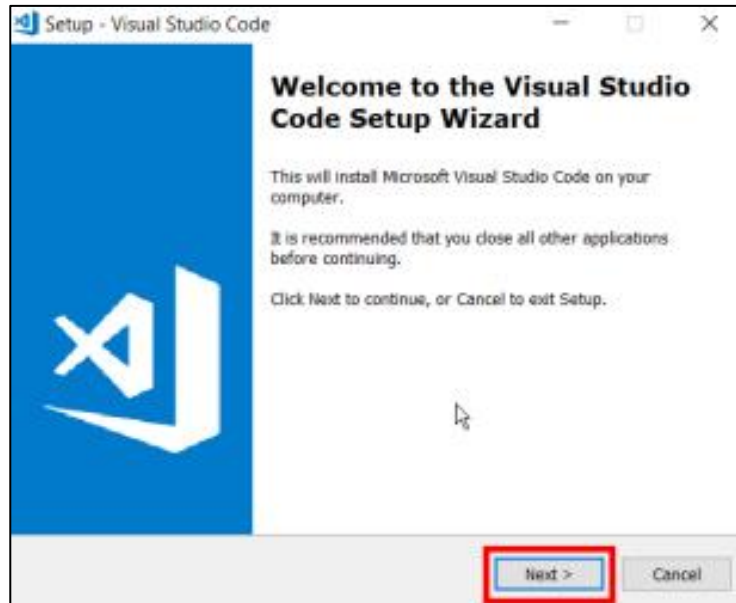 Setup - Visual Studio Code
Welcome to the Visual Studio
Code Setup Wizard
This will install Microsoft Visual Studio Code on your
computer.
It is recommended that you close all other applications
before continuing.
Click Next to continue, or Cancel to exit Setup.
Next >
Cancel